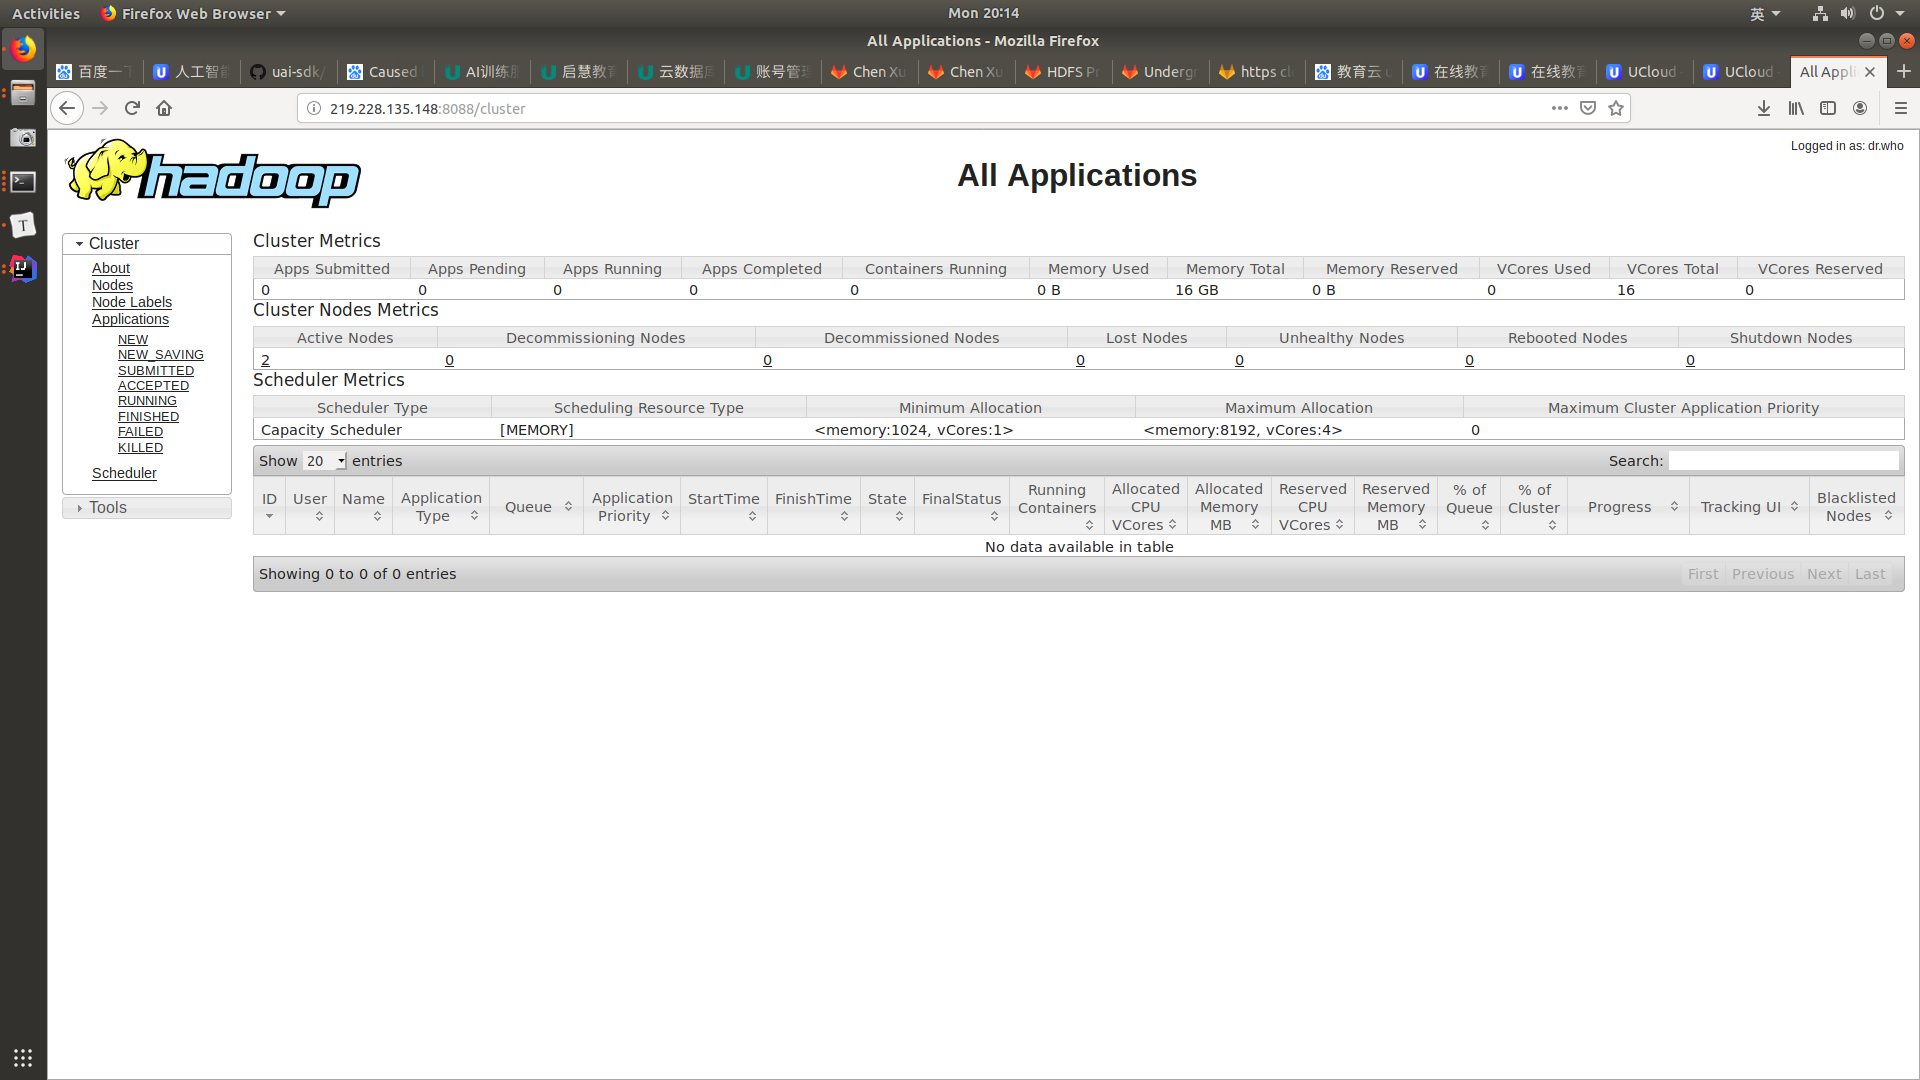 Activities Firefox Web Browser Mon 20:14 英
All Applications - Mozilla Firefox
百度一下 人工智能 uai-sdk/ Caused AI训练服 启慧教育 云数据库 账号管理 Chen Xu Chen Xu HDFS Pr Undergr https clo 教育云 u 在线教育 在线教育 UCloud UCloud All Appli
219.228.135.148:8088/cluster
Logged in as: dr.who
hadoop
All Applications
Cluster
About
Nodes
Node Labels
Applications
NEW
NEW_SAVING
SUBMITTED
ACCEPTED
RUNNING
FINISHED
FAILED
KILLED
Scheduler
Tools
Cluster Metrics
Apps Submitted Apps Pending Apps Running Apps Completed Containers Running Memory Used Memory Total Memory Reserved VCores Used VCores Total VCores Reserved
0 0 0 0 0 0 B 16 GB 0 B 0 16 0
Cluster Nodes Metrics
Active Nodes Decommissioning Nodes Decommissioned Nodes Lost Nodes Unhealthy Nodes Rebooted Nodes Shutdown Nodes
2 0 0 0 0 0 0
Scheduler Metrics
Scheduler Type Scheduling Resource Type Minimum Allocation Maximum Allocation Maximum Cluster Application Priority
Capacity Scheduler [MEMORY] <memory:1024, vCores:1> <memory:8192, vCores:4> 0
Show 20 entries Search:
ID User Name Application Type Queue Application Priority StartTime FinishTime State FinalStatus Running Containers Allocated CPU VCores Allocated Memory MB Reserved CPU VCores Reserved Memory MB % of Queue % of Cluster Progress Tracking UI Blacklisted Nodes
No data available in table
Showing 0 to 0 of 0 entries First Previous Next Last